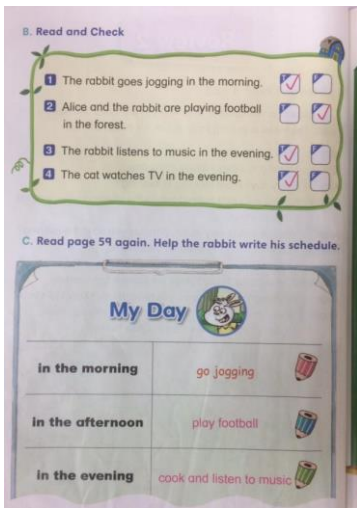 B. Read and Check
1 The rabbit goes jogging in the morning.
2 Alice and the rabbit are playing football
in the forest.
3 The rabbit listens to music in the evening.
4 The cat watches TV in the evening.
C. Read page 59 again. Help the rabbit write his schedule.
My Day
in the morning go jogging
in the afternoon play football
in the evening cook and listen to music